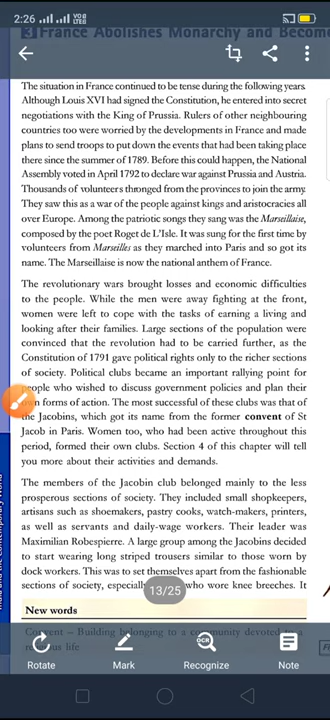 2:26 VoB LTE
3 France Abolishes Monarchy and Becom
The situation in France continued to be tense during the following years.
Although Louis XVI had signed the Constitution, he entered into secret
negotiations with the King of Prussia. Rulers of other neighbouring
countries too were worried by the developments in France and made
plans to send troops to put down the events that had been taking place
there since the summer of 1789. Before this could happen, the National
Assembly voted in April 1792 to declare war against Prussia and Austria.
Thousands of volunteers thronged from the provinces to join the army.
They saw this as a war of the people against kings and aristocracies all
over Europe. Among the patriotic songs they sang was the Marseillaise,
composed by the poet Roget de L'Isle. It was sung for the first time by
volunteers from Marseilles as they marched into Paris and so got its
name. The Marseillaise is now the national anthem of France.
The revolutionary wars brought losses and economic difficulties
to the people. While the men were away fighting at the front,
women were left to cope with the tasks of earning a living and
looking after their families. Large sections of the population were
convinced that the revolution had to be carried further, as the
Constitution of 1791 gave political rights only to the richer sections
of society. Political clubs became an important rallying point for
people who wished to discuss government policies and plan their
own forms of action. The most successful of these clubs was that of
the Jacobins, which got its name from the former convent of St
Jacob in Paris. Women too, who had been active throughout this
period, formed their own clubs. Section 4 of this chapter will tell
you more about their activities and demands.
The members of the Jacobin club belonged mainly to the less
prosperous sections of society. They included small shopkeepers,
artisans such as shoemakers, pastry cooks, watch-makers, printers,
as well as servants and daily-wage workers. Their leader was
Maximilian Robespierre. A large group among the Jacobins decided
to start wearing long striped trousers similar to those worn by
dock workers. This was to set themselves apart from the fashionable
sections of society, especially who wore knee breeches. It
13/25
India and the Contemporary World
New words
Convent – Building belonging to a community devoted to a
religious life
Rotate Mark OCR Recognize Note